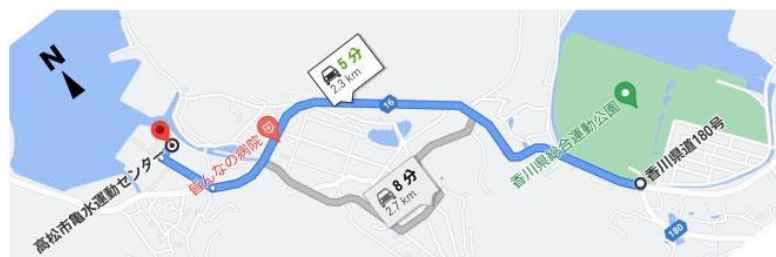 N
5 分
2.3 km
16
皆んなの病院
高松市亀水運動センター
8 分
2.7 km
香川県総合運動公園
香川県道180号
180